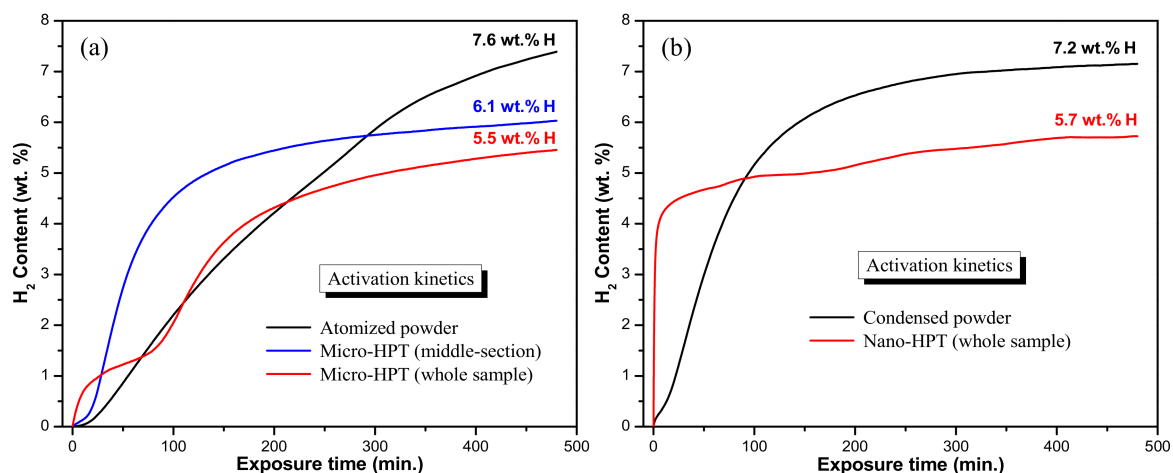 (a)
7.6 wt.% H
6.1 wt.% H
5.5 wt.% H
Activation kinetics
Atomized powder
Micro-HPT (middle-section)
Micro-HPT (whole sample)
H2 Content (wt. %)
8
7
6
5
4
3
2
1
0
0 100 200 300 400 500
Exposure time (min.)
(b)
7.2 wt.% H
5.7 wt.% H
Activation kinetics
Condensed powder
Nano-HPT (whole sample)
H2 Content (wt. %)
8
7
6
5
4
3
2
1
0
0 100 200 300 400 500
Exposure time (min.)